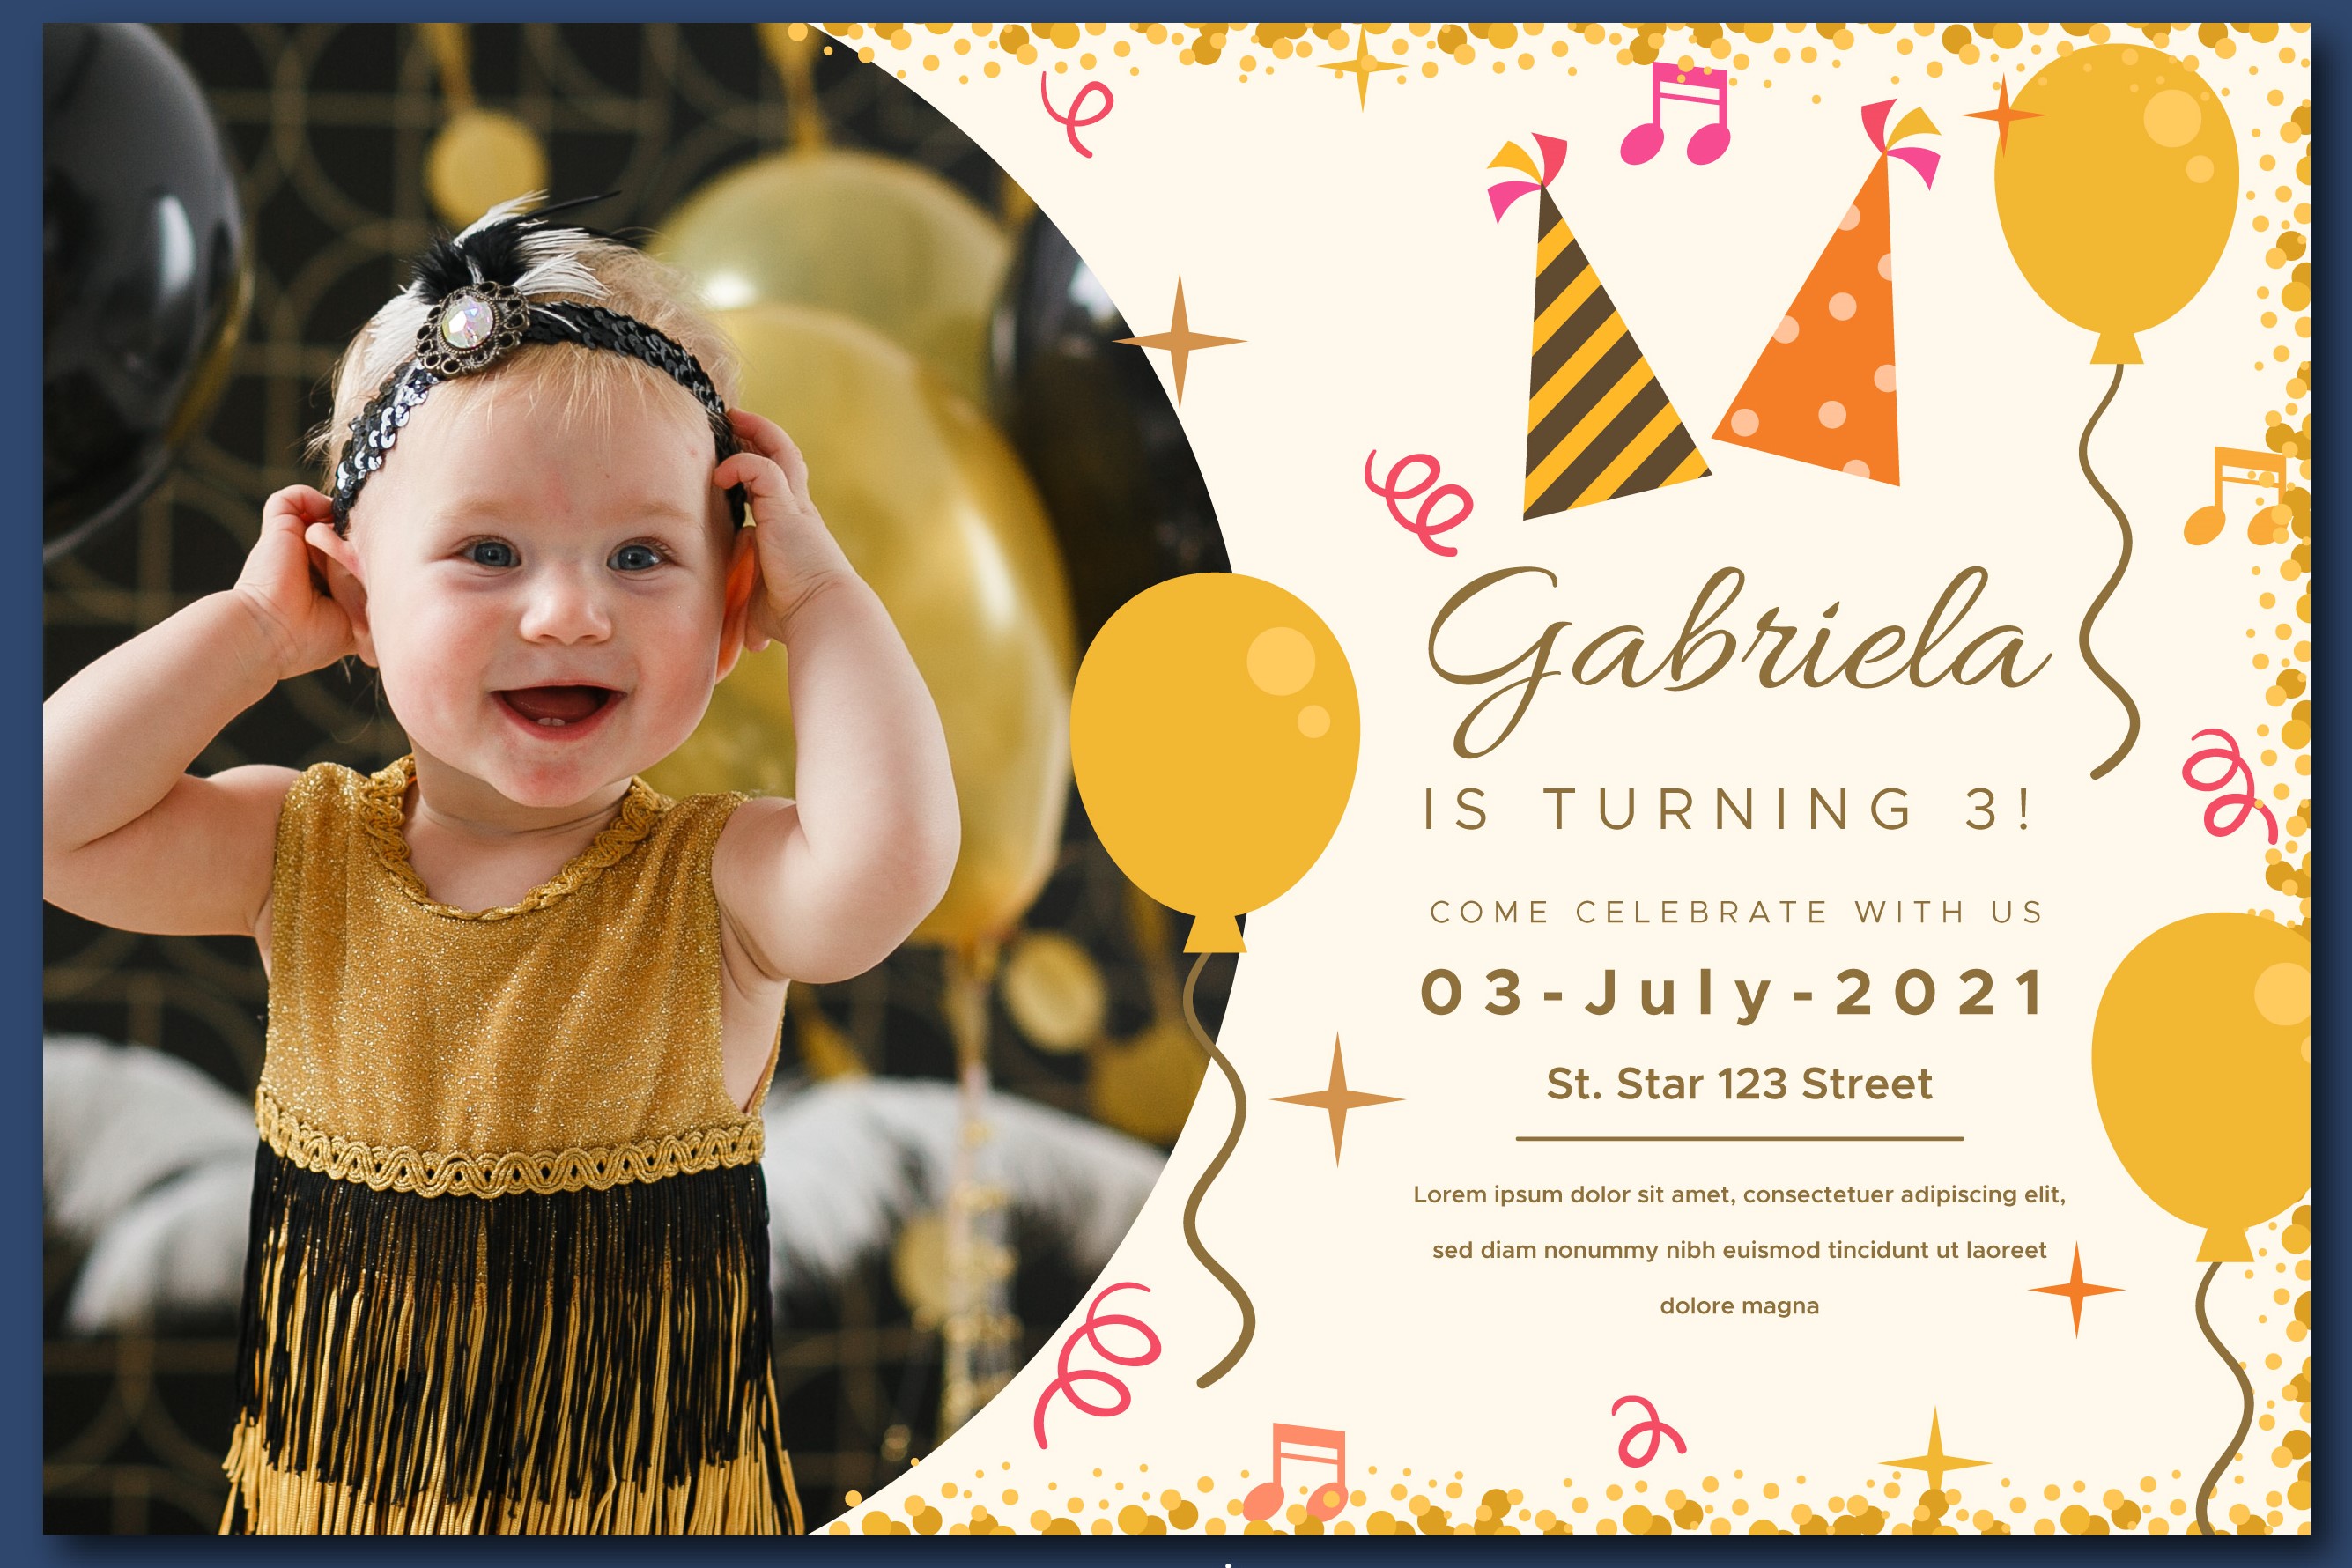 Gabriela
IS TURNING 3!
COME CELEBRATE WITH US
03-July-2021
St. Star 123 Street
Lorem ipsum dolor sit amet, consectetuer adipiscing elit,
sed diam nonummy nibh euismod tincidunt ut laoreet
dolore magna